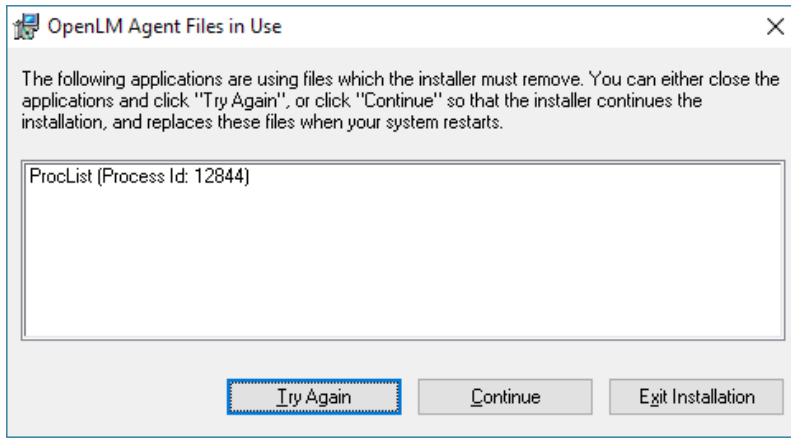 OpenLM Agent Files in Use
The following applications are using files which the installer must remove. You can either close the
applications and click "Try Again", or click "Continue" so that the installer continues the
installation, and replaces these files when your system restarts.
ProcList (Process Id: 12844)
Try Again
Continue
Exit Installation